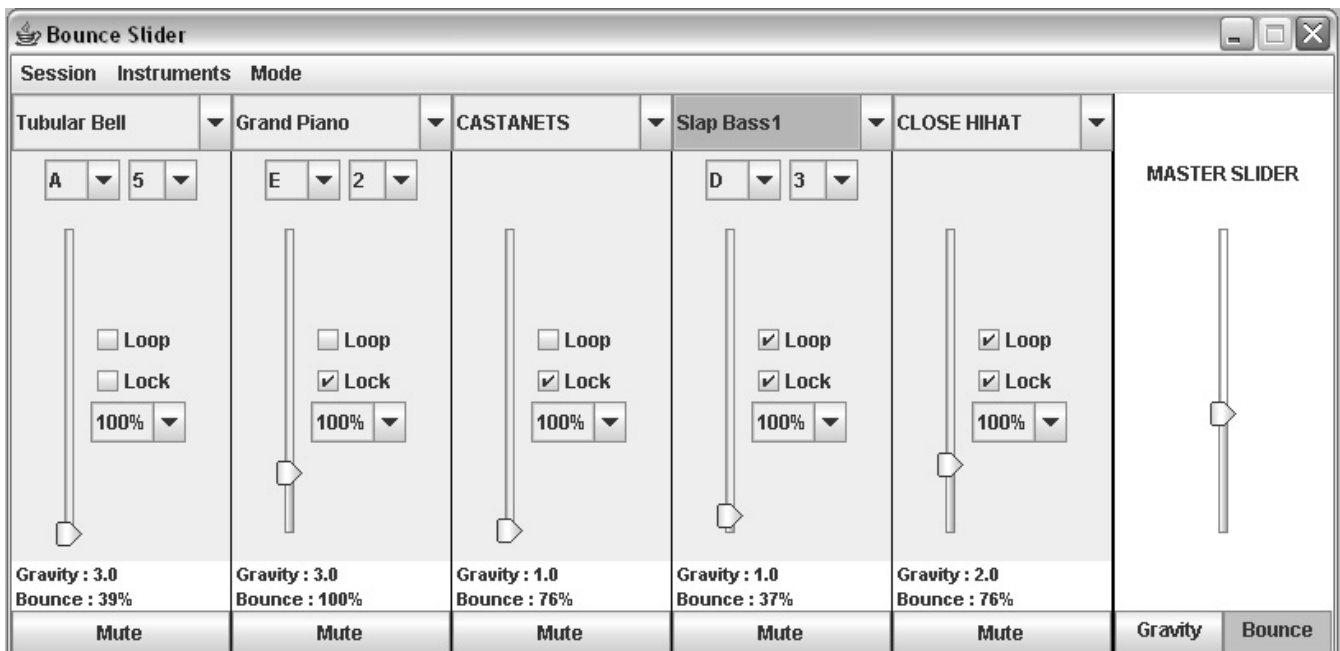 Bounce Slider
Session Instruments Mode
Tubular Bell Grand Piano CASTANETS Slap Bass1 CLOSE HIHAT
A 5 E 2 D 3 MASTER SLIDER
Loop Loop Loop Loop Loop
Lock Lock Lock Lock Lock
100% 100% 100% 100% 100%
Gravity : 3.0 Gravity : 3.0 Gravity : 1.0 Gravity : 1.0 Gravity : 2.0
Bounce : 39% Bounce : 100% Bounce : 76% Bounce : 37% Bounce : 76%
Mute Mute Mute Mute Mute Gravity Bounce